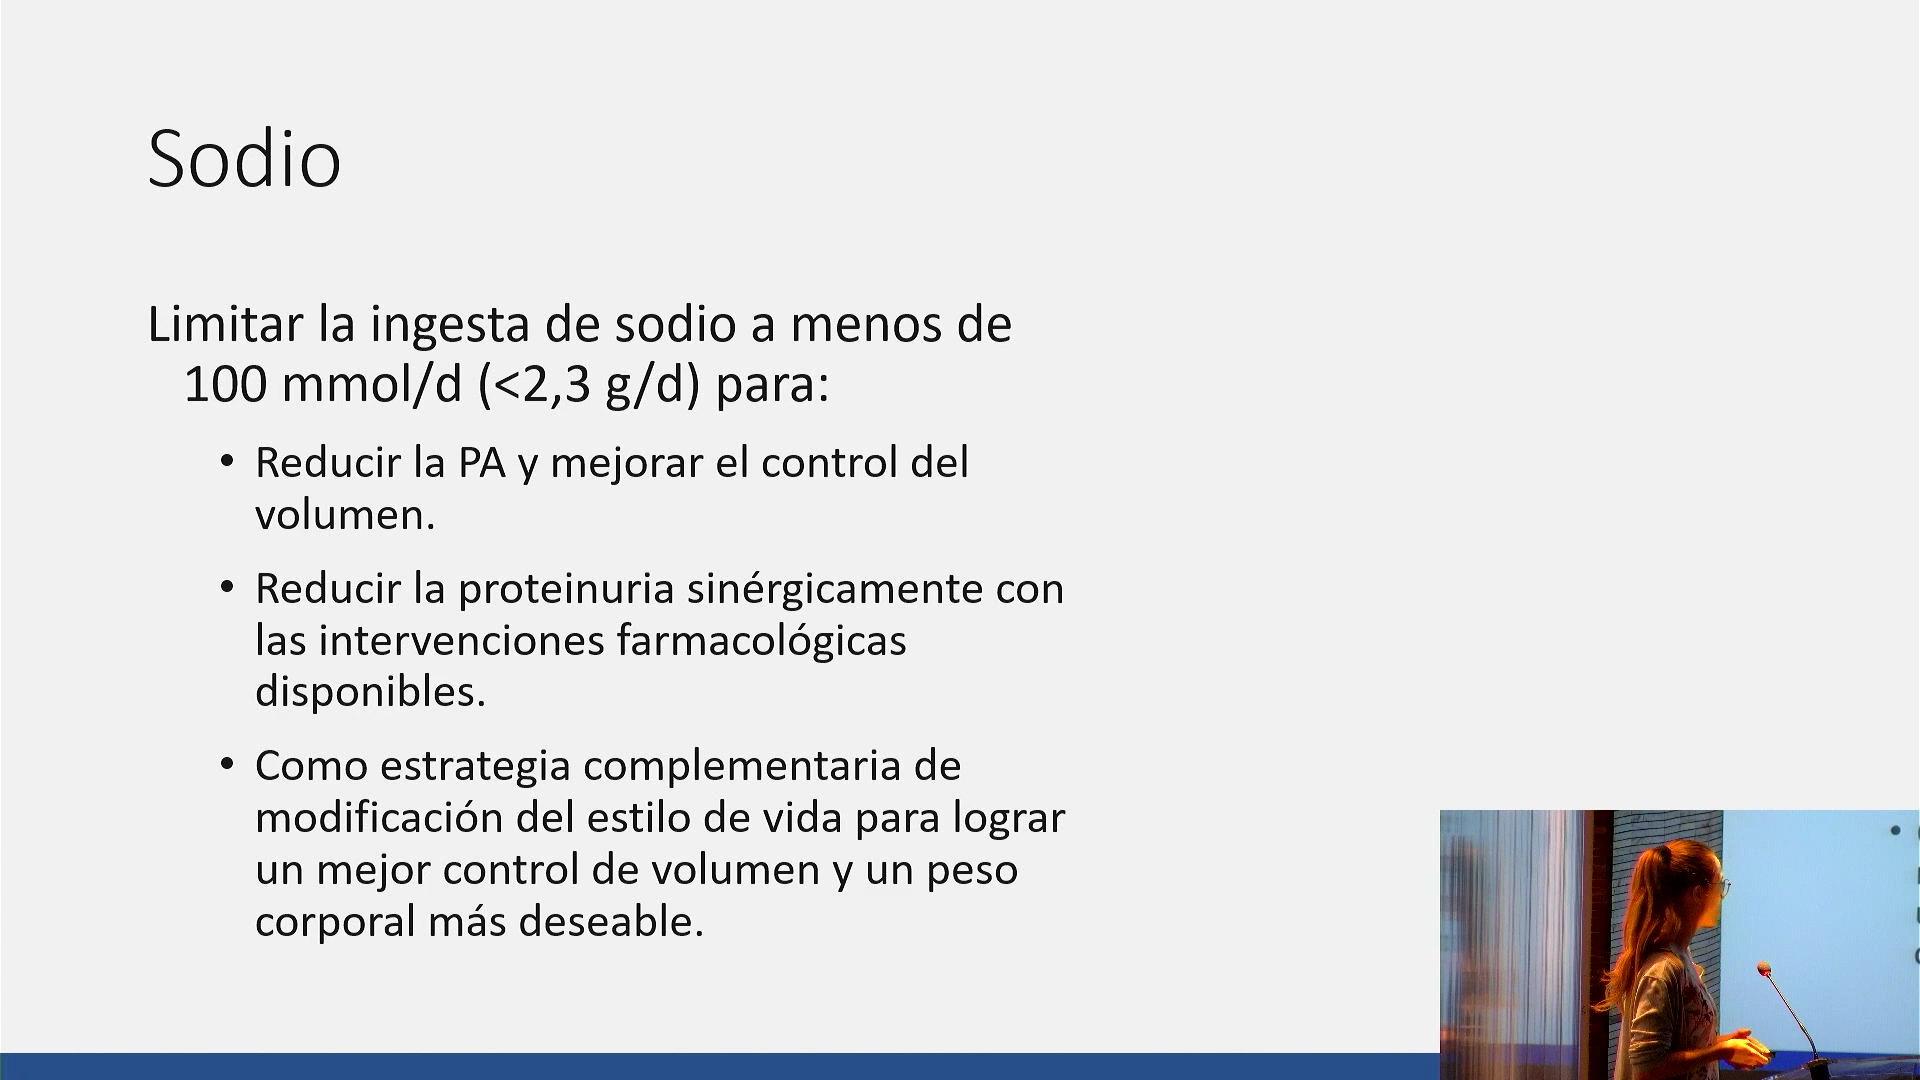 Sodio
Limitar la ingesta de sodio a menos de
100 mmol/d (<2,3 g/d) para:
• Reducir la PA y mejorar el control del
volumen.
• Reducir la proteinuria sinérgicamente con
las intervenciones farmacológicas
disponibles.
• Como estrategia complementaria de
modificación del estilo de vida para lograr
un mejor control de volumen y un peso
corporal más deseable.